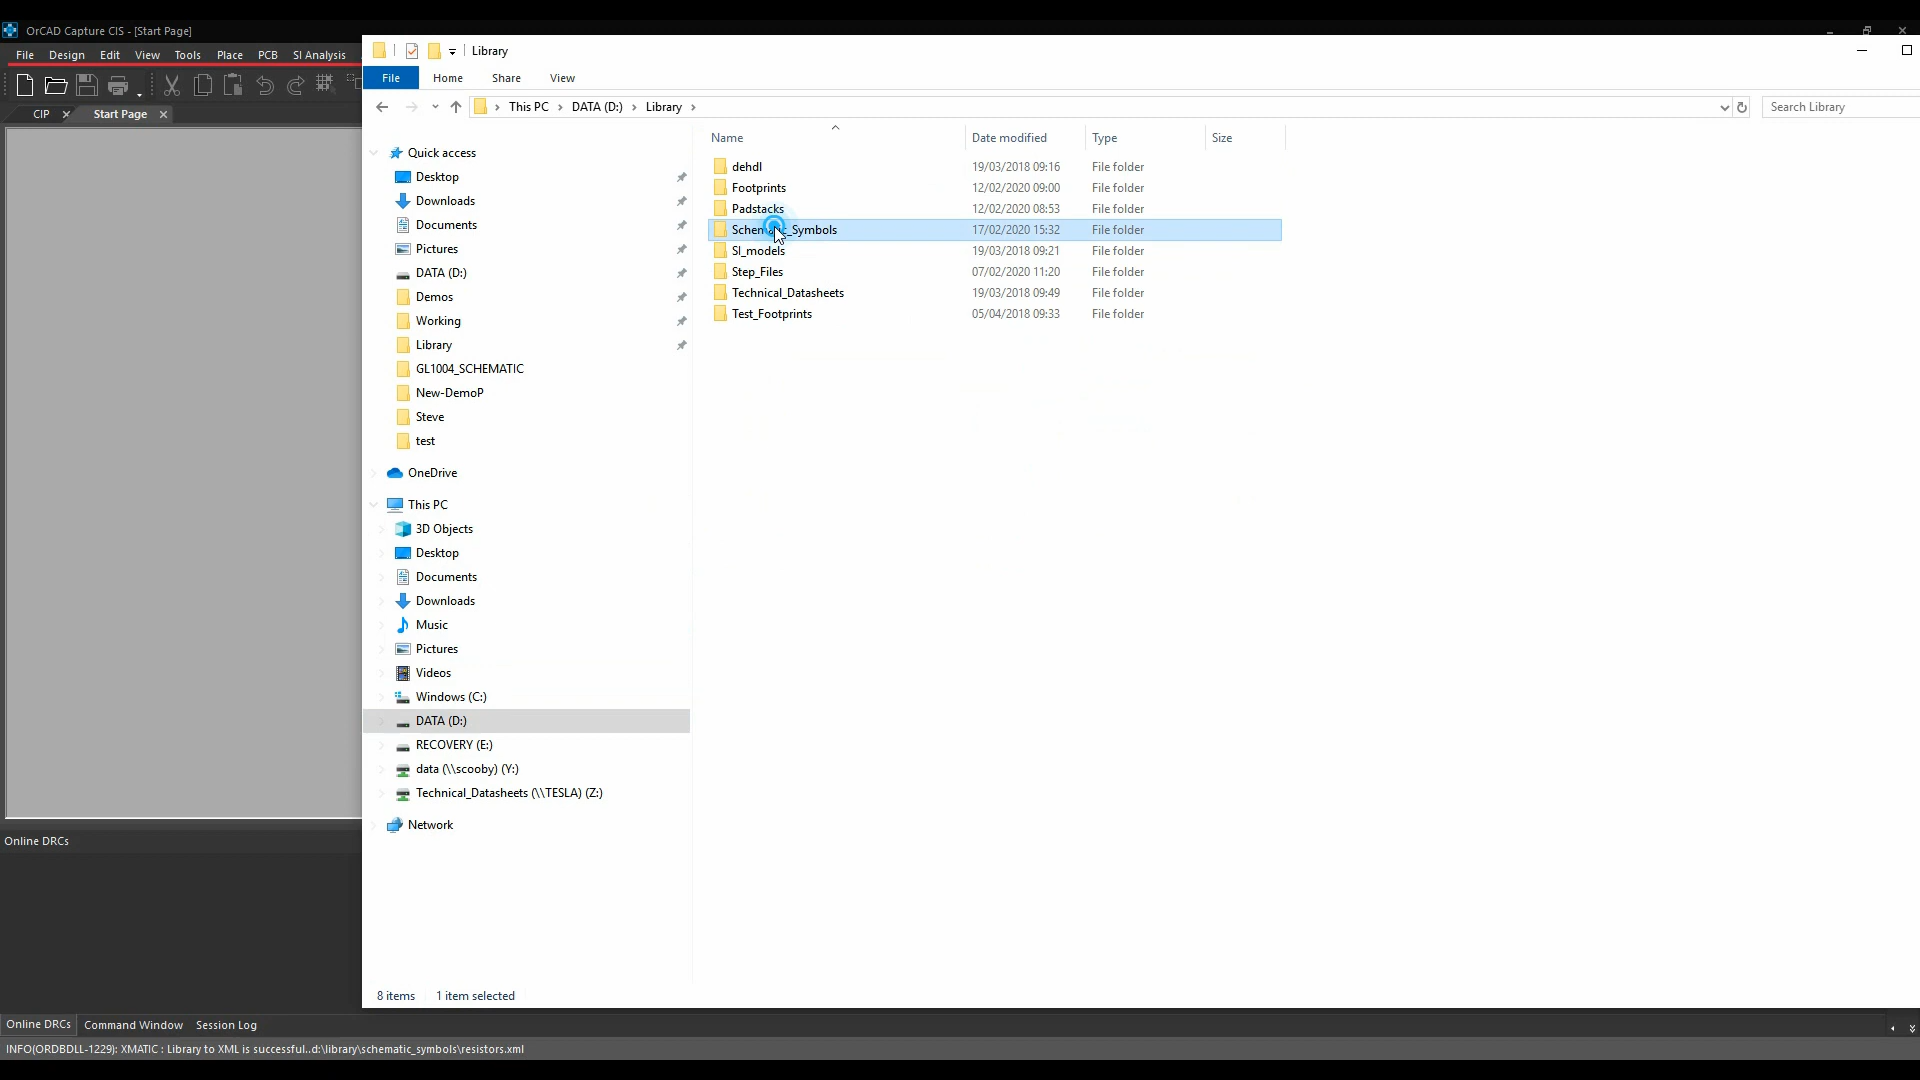 OrCAD Capture CIS - [Start Page]
File Design Edit View Tools Place PCB SI Analysis
CIP Start Page
Library
File Home Share View
This PC DATA (D:) Library
Search Library
Name Date modified Type Size
dehdl 19/03/2018 09:16 File folder
Footprints 12/02/2020 09:00 File folder
Padstacks 12/02/2020 08:53 File folder
Schematic_Symbols 17/02/2020 15:32 File folder
SI_models 19/03/2018 09:21 File folder
Step_Files 07/02/2020 11:20 File folder
Technical_Datasheets 19/03/2018 09:49 File folder
Test_Footprints 05/04/2018 09:33 File folder
Quick access
Desktop
Downloads
Documents
Pictures
DATA (D:)
Demos
Working
Library
GL1004_SCHEMATIC
New-DemoP
Steve
test
OneDrive
This PC
3D Objects
Desktop
Documents
Downloads
Music
Pictures
Videos
Windows (C:)
DATA (D:)
RECOVERY (E:)
data (\\scooby) (Y:)
Technical_Datasheets (\\TESLA) (Z:)
Network
8 items 1 item selected
Online DRCs
Online DRCs Command Window Session Log
INFO(ORDBDLL-1229): XMATIC : Library to XML is successful..d:\library\schematic_symbols\resistors.xml